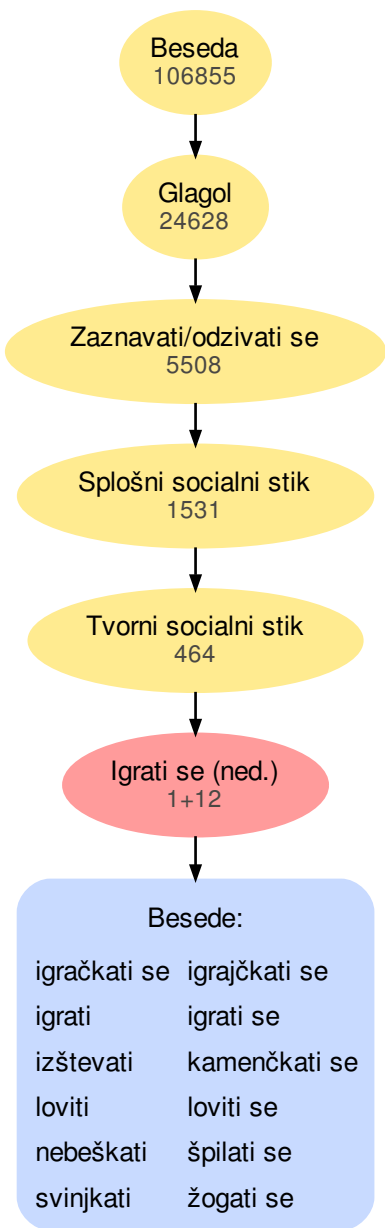 Beseda
106855
Glagol
24628
Zaznavati/odzivati se
5508
Splošni socialni stik
1531
Tvorni socialni stik
464
Igrati se (ned.)
1+12
Besede:
igračkati se igrajčkati se
igrati igrati se
izštevati kamenčkati se
loviti loviti se
nebeškati špilati se
svinjkati žogati se